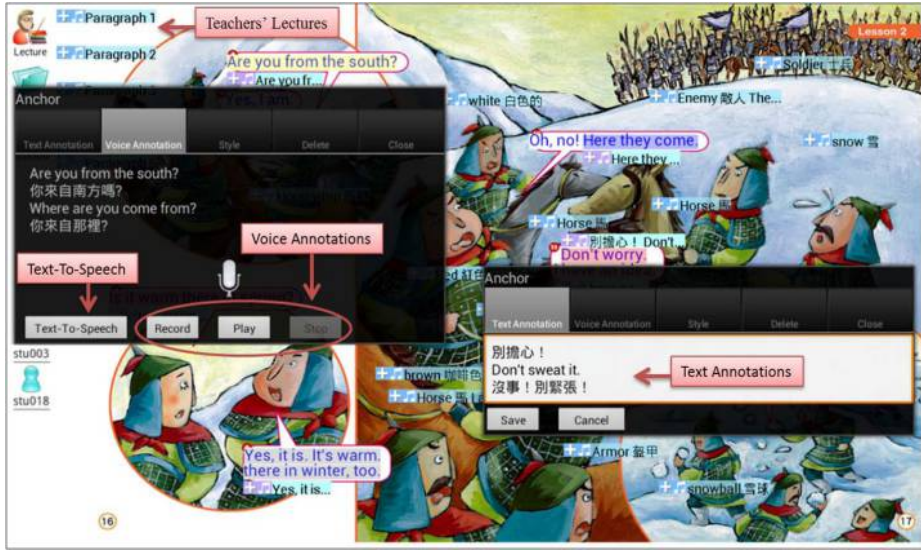 Lecture
Paragraph 1
Teachers' Lectures
Lesson 2
Paragraph 2
Are you from the south?
Are you fr...
Yes, I am.
Soldier 士兵
white 白色的
Enemy 敵人 The...
Oh, no! Here they come.
Here they ...
snow 雪
Anchor
Text Annotation
Voice Annotation
Style
Delete
Close
Are you from the south?
你來自南方嗎?
Where are you come from?
你來自那裡?
Voice Annotations
Text-To-Speech
Text-To-Speech
Record
Play
Stop
Horse 馬
Horse 馬
別擔心! Don't...
Don't worry.
Anchor
Text Annotation
Voice Annotation
Style
Delete
Close
別擔心!
Don't sweat it.
沒事!別緊張!
Text Annotations
Save
Cancel
stu003
stu018
brown 咖啡色
Horse 馬
Armor 盔甲
Yes, it is. It's warm.
there in winter, too.
Yes, it is...
snowball 雪球
16
17